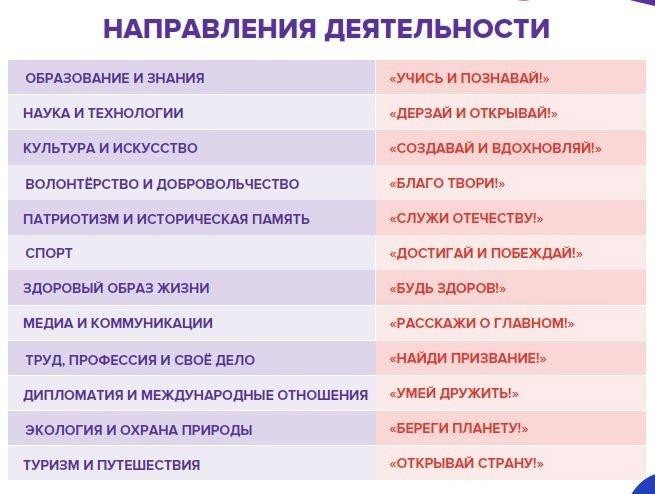 НАПРАВЛЕНИЯ ДЕЯТЕЛЬНОСТИ
ОБРАЗОВАНИЕ И ЗНАНИЯ «УЧИСЬ И ПОЗНАВАЙ!»
НАУКА И ТЕХНОЛОГИИ «ДЕРЗАЙ И ОТКРЫВАЙ!»
КУЛЬТУРА И ИСКУССТВО «СОЗДАВАЙ И ВДОХНОВЛЯЙ!»
ВОЛОНТЁРСТВО И ДОБРОВОЛЬЧЕСТВО «БЛАГО ТВОРИ!»
ПАТРИОТИЗМ И ИСТОРИЧЕСКАЯ ПАМЯТЬ «СЛУЖИ ОТЕЧЕСТВУ!»
СПОРТ «ДОСТИГАЙ И ПОБЕЖДАЙ!»
ЗДОРОВЫЙ ОБРАЗ ЖИЗНИ «БУДЬ ЗДОРОВ!»
МЕДИА И КОММУНИКАЦИИ «РАССКАЖИ О ГЛАВНОМ!»
ТРУД, ПРОФЕССИЯ И СВОЁ ДЕЛО «НАЙДИ ПРИЗВАНИЕ!»
ДИПЛОМАТИЯ И МЕЖДУНАРОДНЫЕ ОТНОШЕНИЯ «УМЕЙ ДРУЖИТЬ!»
ЭКОЛОГИЯ И ОХРАНА ПРИРОДЫ «БЕРЕГИ ПЛАНЕТУ!»
ТУРИЗМ И ПУТЕШЕСТВИЯ «ОТКРЫВАЙ СТРАНУ!»